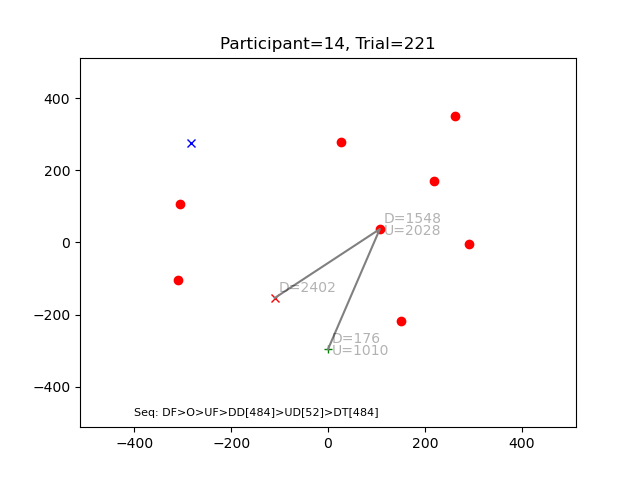 Participant=14, Trial=221
400
200
0
−200
−400
D=1548
U=2028
D=2402
D=176
U=1010
Seq: DF>O>UF>DD[484]>UD[52]>DT[484]
−400 −200 0 200 400